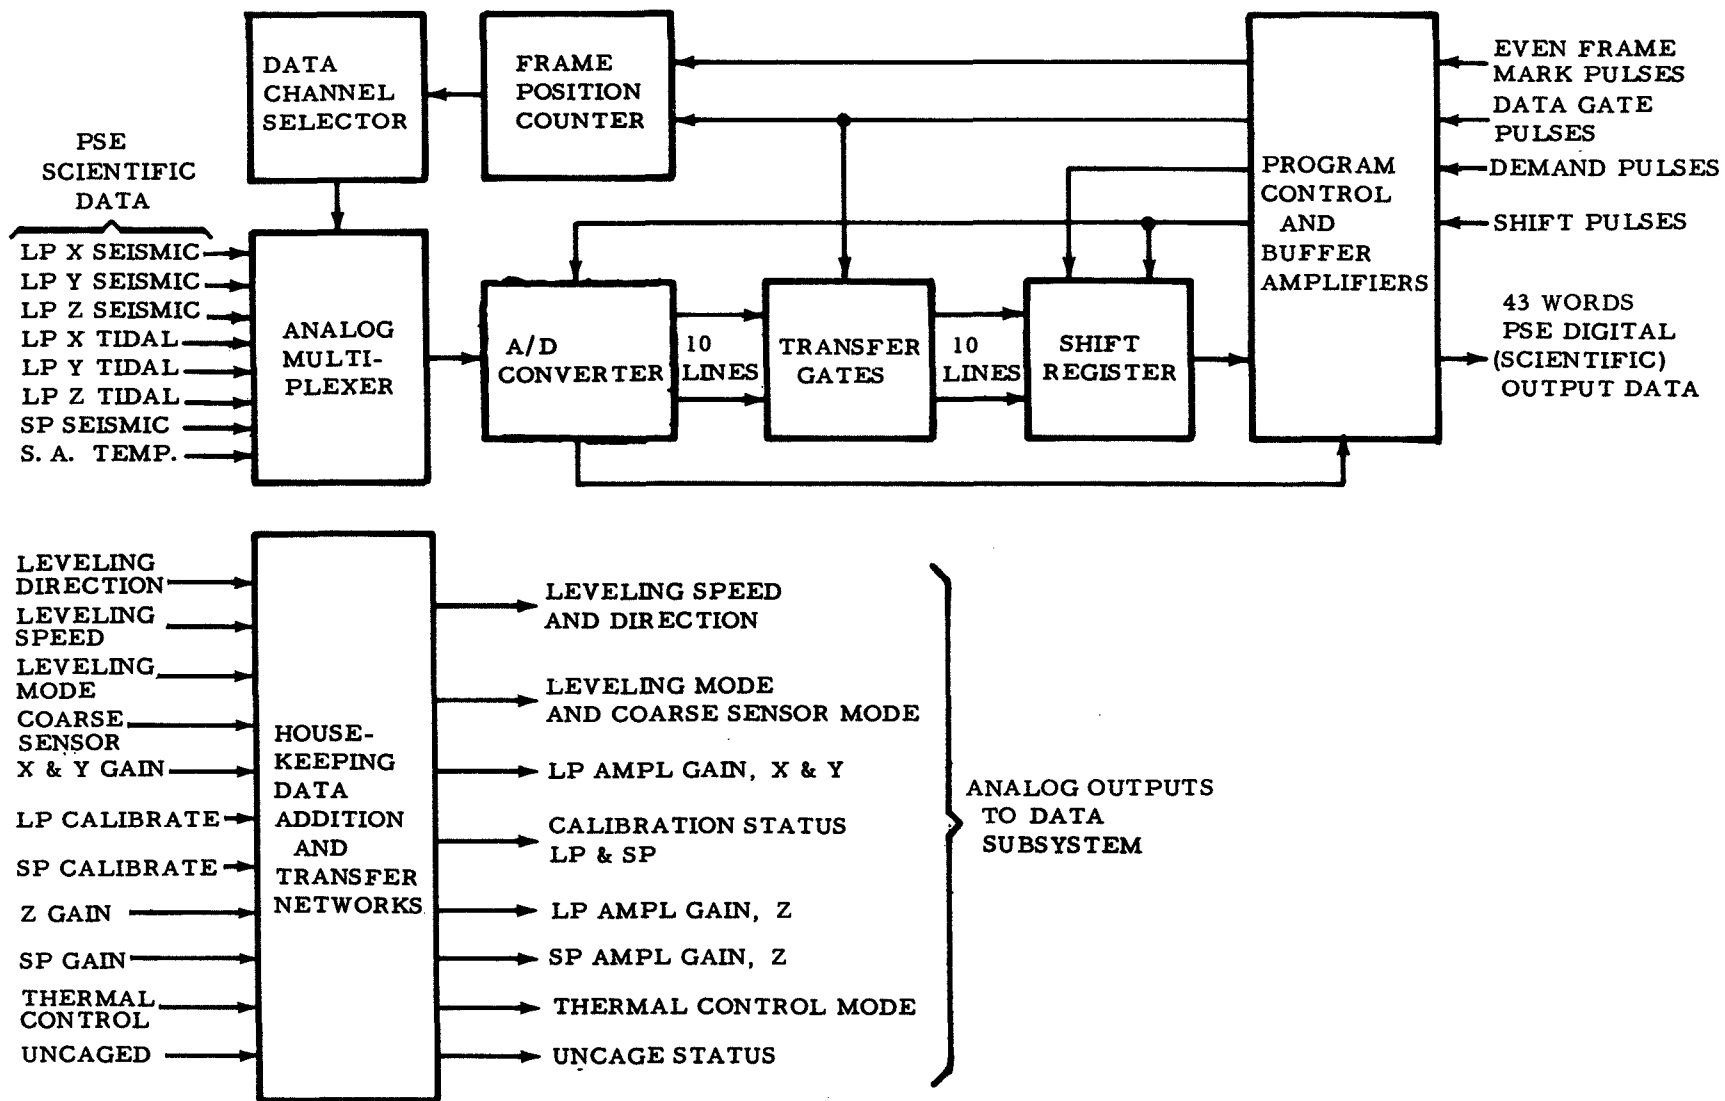 DATA
CHANNEL
SELECTOR
FRAME
POSITION
COUNTER
PROGRAM
CONTROL
AND
BUFFER
AMPLIFIERS
EVEN FRAME
MARK PULSES
DATA GATE
PULSES
DEMAND PULSES
SHIFT PULSES
43 WORDS
PSE DIGITAL
(SCIENTIFIC)
OUTPUT DATA
PSE
SCIENTIFIC
DATA
LP X SEISMIC
LP Y SEISMIC
LP Z SEISMIC
LP X TIDAL
LP Y TIDAL
LP Z TIDAL
SP SEISMIC
S. A. TEMP.
ANALOG
MULTI-
PLEXER
A/D
CONVERTER
10
LINES
TRANSFER
GATES
10
LINES
SHIFT
REGISTER
LEVELING
DIRECTION
LEVELING
SPEED
LEVELING
MODE
COARSE
SENSOR
X & Y GAIN
LP CALIBRATE
SP CALIBRATE
Z GAIN
SP GAIN
THERMAL
CONTROL
UNCAGED
HOUSE-
KEEPING
DATA
ADDITION
AND
TRANSFER
NETWORKS
LEVELING SPEED
AND DIRECTION
LEVELING MODE
AND COARSE SENSOR MODE
LP AMPL GAIN, X & Y
CALIBRATION STATUS
LP & SP
LP AMPL GAIN, Z
SP AMPL GAIN, Z
THERMAL CONTROL MODE
UNCAGE STATUS
ANALOG OUTPUTS
TO DATA
SUBSYSTEM